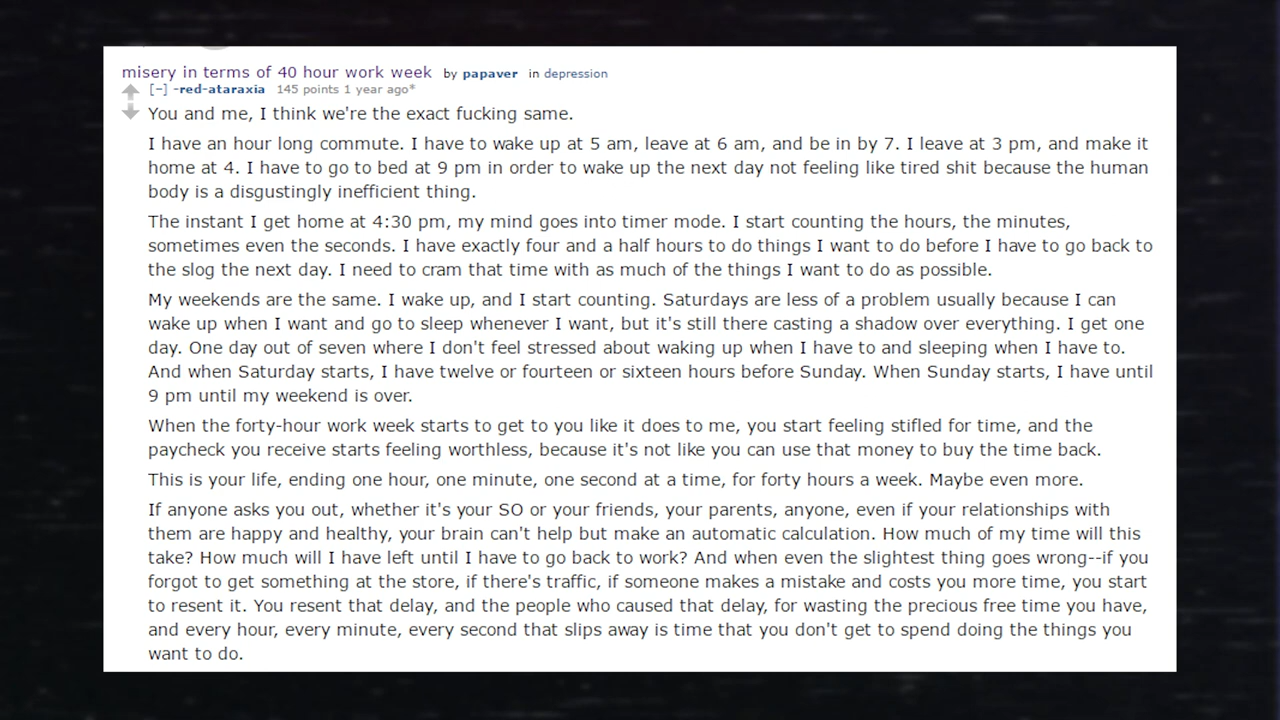 misery in terms of 40 hour work week by papaver in depression
[-] -red-ataraxia 145 points 1 year ago*
You and me, I think we're the exact fucking same.
I have an hour long commute. I have to wake up at 5 am, leave at 6 am, and be in by 7. I leave at 3 pm, and make it
home at 4. I have to go to bed at 9 pm in order to wake up the next day not feeling like tired shit because the human
body is a disgustingly inefficient thing.
The instant I get home at 4:30 pm, my mind goes into timer mode. I start counting the hours, the minutes,
sometimes even the seconds. I have exactly four and a half hours to do things I want to do before I have to go back to
the slog the next day. I need to cram that time with as much of the things I want to do as possible.
My weekends are the same. I wake up, and I start counting. Saturdays are less of a problem usually because I can
wake up when I want and go to sleep whenever I want, but it's still there casting a shadow over everything. I get one
day. One day out of seven where I don't feel stressed about waking up when I have to and sleeping when I have to.
And when Saturday starts, I have twelve or fourteen or sixteen hours before Sunday. When Sunday starts, I have until
9 pm until my weekend is over.
When the forty-hour work week starts to get to you like it does to me, you start feeling stifled for time, and the
paycheck you receive starts feeling worthless, because it's not like you can use that money to buy the time back.
This is your life, ending one hour, one minute, one second at a time, for forty hours a week. Maybe even more.
If anyone asks you out, whether it's your SO or your friends, your parents, anyone, even if your relationships with
them are happy and healthy, your brain can't help but make an automatic calculation. How much of my time will this
take? How much will I have left until I have to go back to work? And when even the slightest thing goes wrong--if you
forgot to get something at the store, if there's traffic, if someone makes a mistake and costs you more time, you start
to resent it. You resent that delay, and the people who caused that delay, for wasting the precious free time you have,
and every hour, every minute, every second that slips away is time that you don't get to spend doing the things you
want to do.